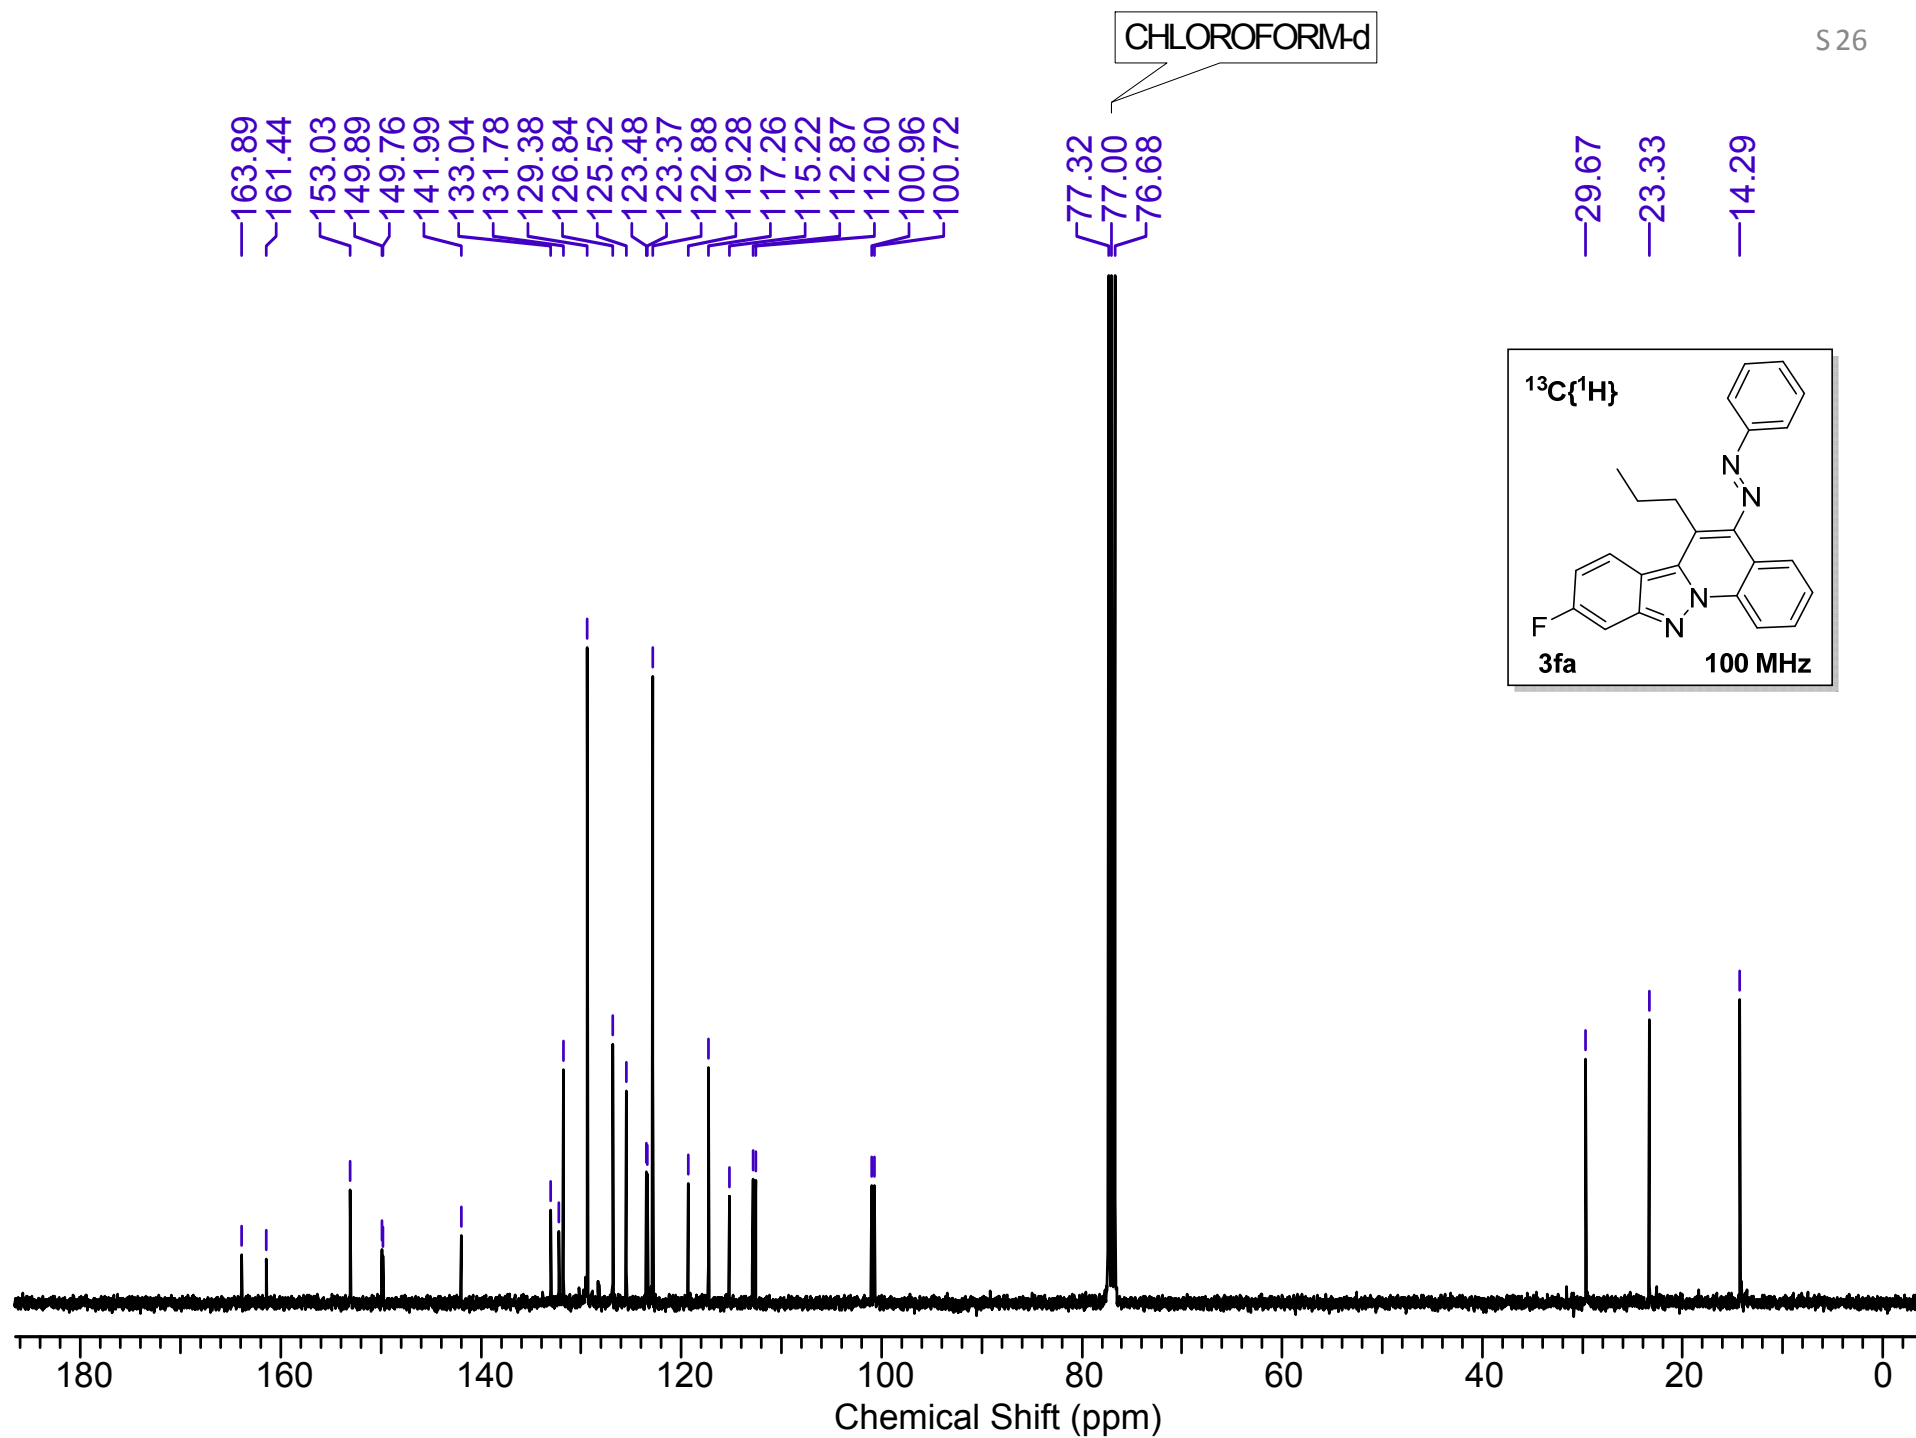 CHLOROFORM-d
S26
163.89
161.44
153.03
149.89
149.76
141.99
133.04
131.78
129.38
126.84
125.52
123.48
123.37
122.88
119.28
117.26
115.22
112.87
112.60
100.96
100.72
77.32
77.00
76.68
29.67
23.33
14.29
¹³C{¹H}
N
N
N
N
F
3fa 100 MHz
180 160 140 120 100 80 60 40 20 0
Chemical Shift (ppm)